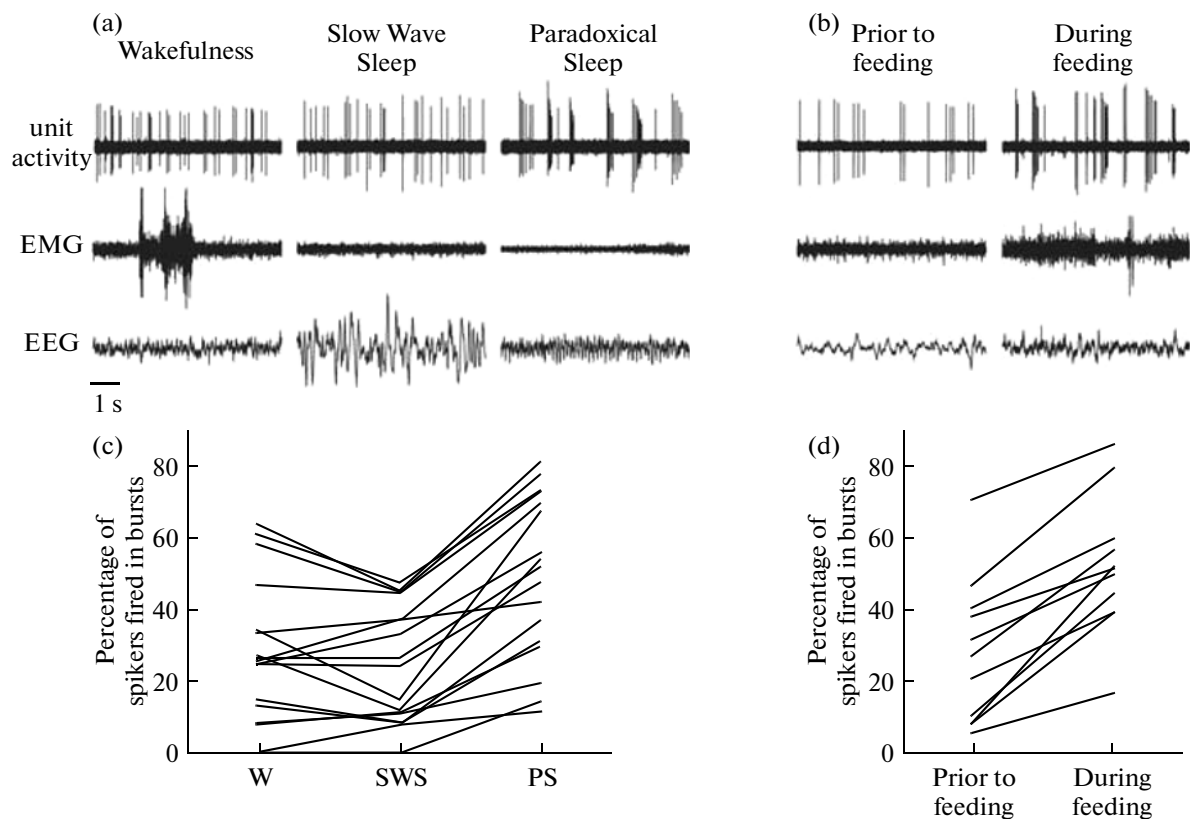 (a)
Wakefulness
Slow Wave
Sleep
Paradoxical
Sleep
(b)
Prior to
feeding
During
feeding
unit
activity
EMG
EEG
1 s
(c)
Percentage of
spikers fired in bursts
80
60
40
20
0
W
SWS
PS
(d)
Percentage of
spikers fired in bursts
80
60
40
20
0
Prior to
feeding
During
feeding